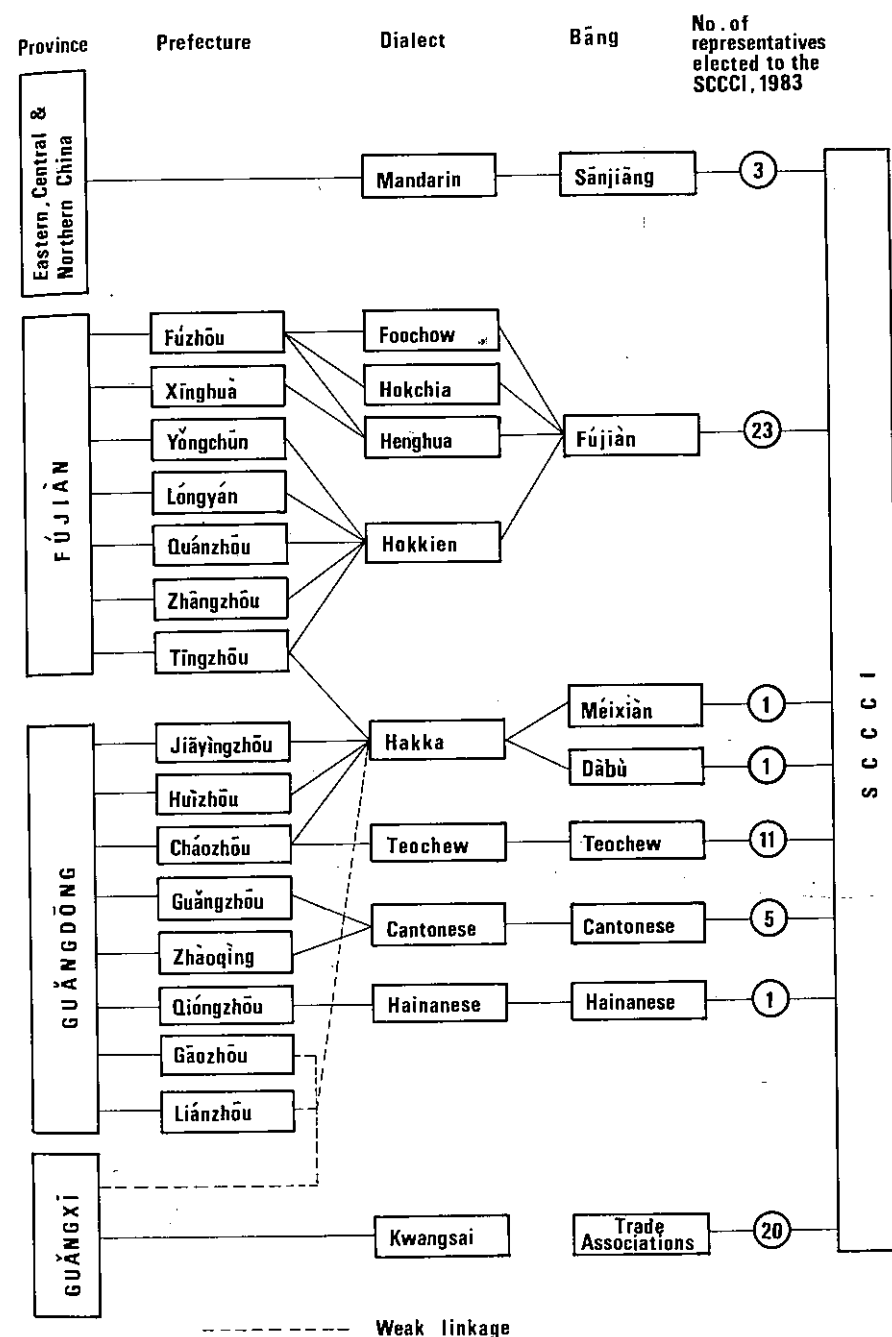 Province
Prefecture
Dialect
Bāng
No. of
representatives
elected to the
SCCCI, 1983
Eastern, Central &
Northern China
Mandarin
Sānjiāng
3
FÚJIÀN
Fúzhōu
Xīnghuà
Yǒngchūn
Lóngyán
Quánzhōu
Zhāngzhōu
Tīngzhōu
Foochow
Hokchia
Henghua
Hokkien
Fújiàn
23
GUǍNGDŌNG
Jiāyìngzhōu
Huìzhōu
Cháozhōu
Guǎngzhōu
Zhàoqìng
Qióngzhōu
Gāozhōu
Liánzhōu
Hakka
Teochew
Cantonese
Hainanese
Méixiàn
1
Dàbù
1
Teochew
11
Cantonese
5
Hainanese
1
GUǍNGXĪ
Kwangsai
Trade
Associations
20
SCCCI
Weak linkage